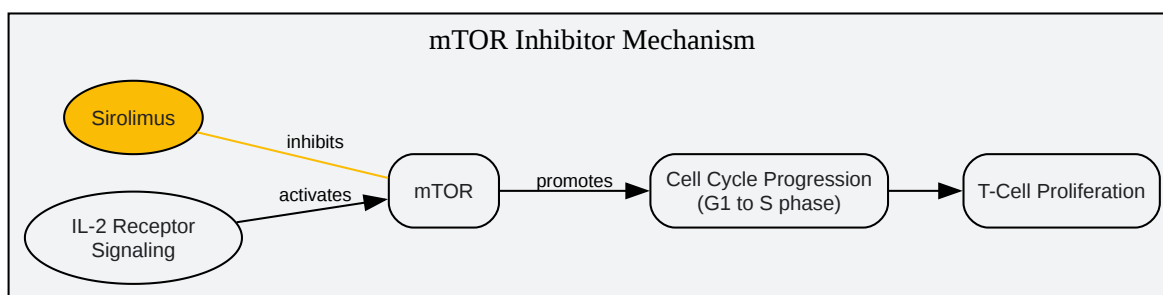 mTOR Inhibitor Mechanism
Sirolimus
inhibits
IL-2 Receptor
Signaling
activates
mTOR
promotes
Cell Cycle Progression
(G1 to S phase)
T-Cell Proliferation